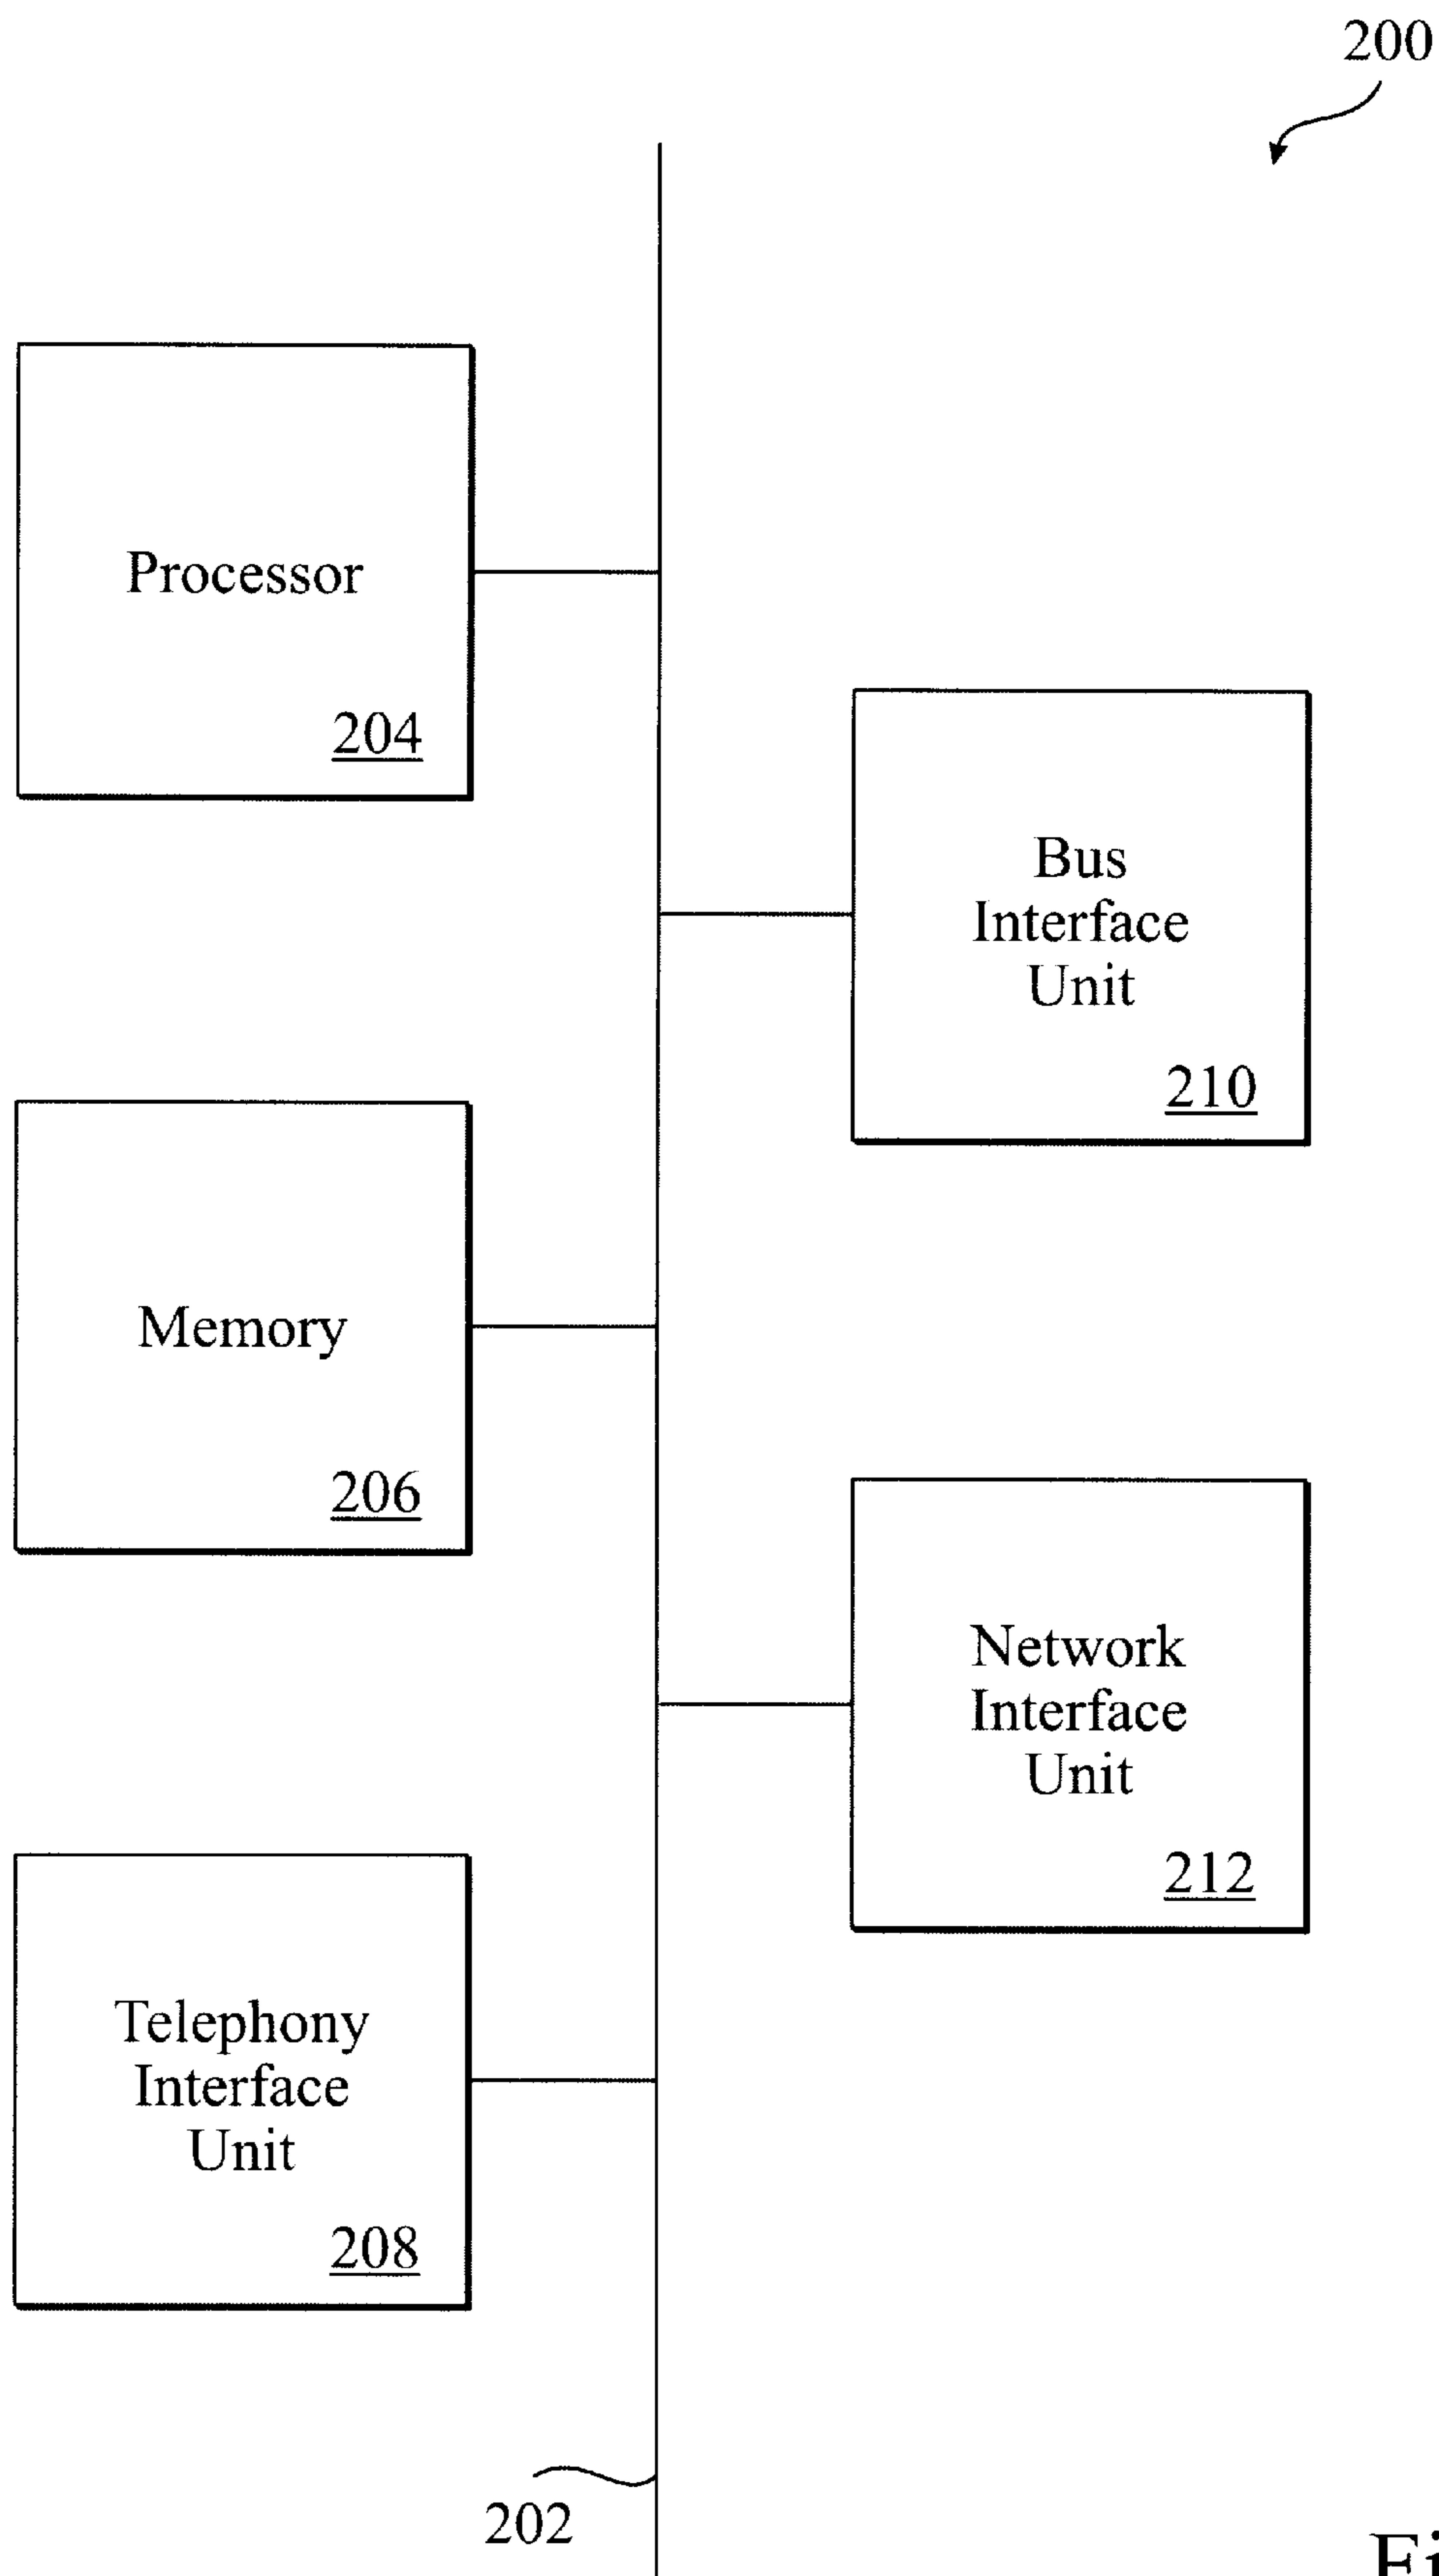 200
Processor
204
Bus
Interface
Unit
210
Memory
206
Network
Interface
Unit
212
Telephony
Interface
Unit
208
202